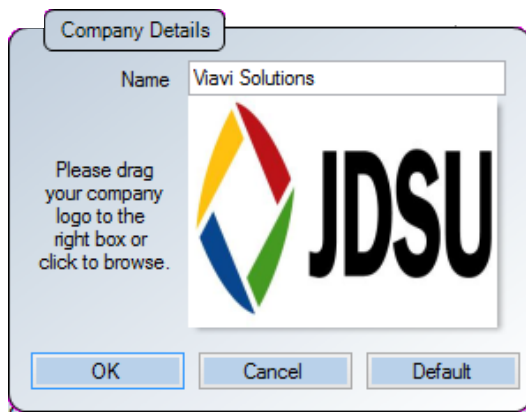 Company Details
Name
Viavi Solutions
Please drag
your company
logo to the
right box or
click to browse.
JDSU
OK
Cancel
Default